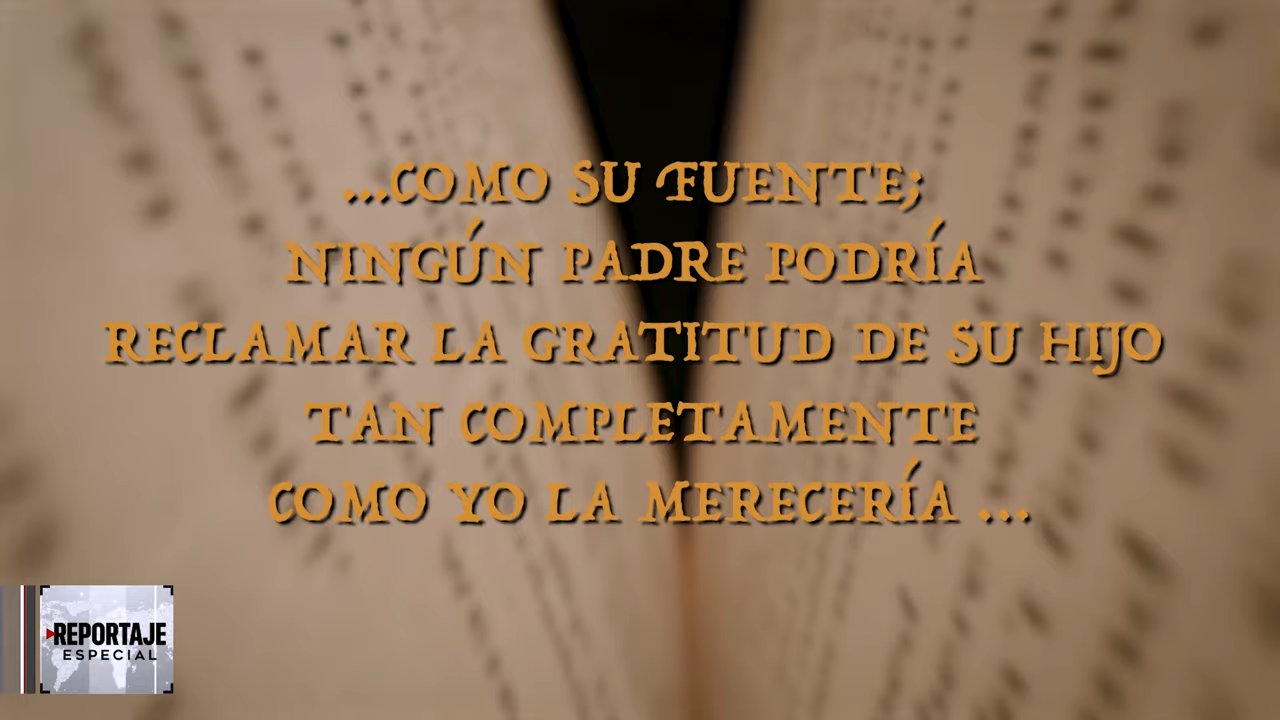 ...COMO SU FUENTE;
NINGÚN PADRE PODRÍA
RECLAMAR LA GRATITUD DE SU HIJO
TAN COMPLETAMENTE
COMO YO LA MERECERÍA ...
REPORTAJE
ESPECIAL